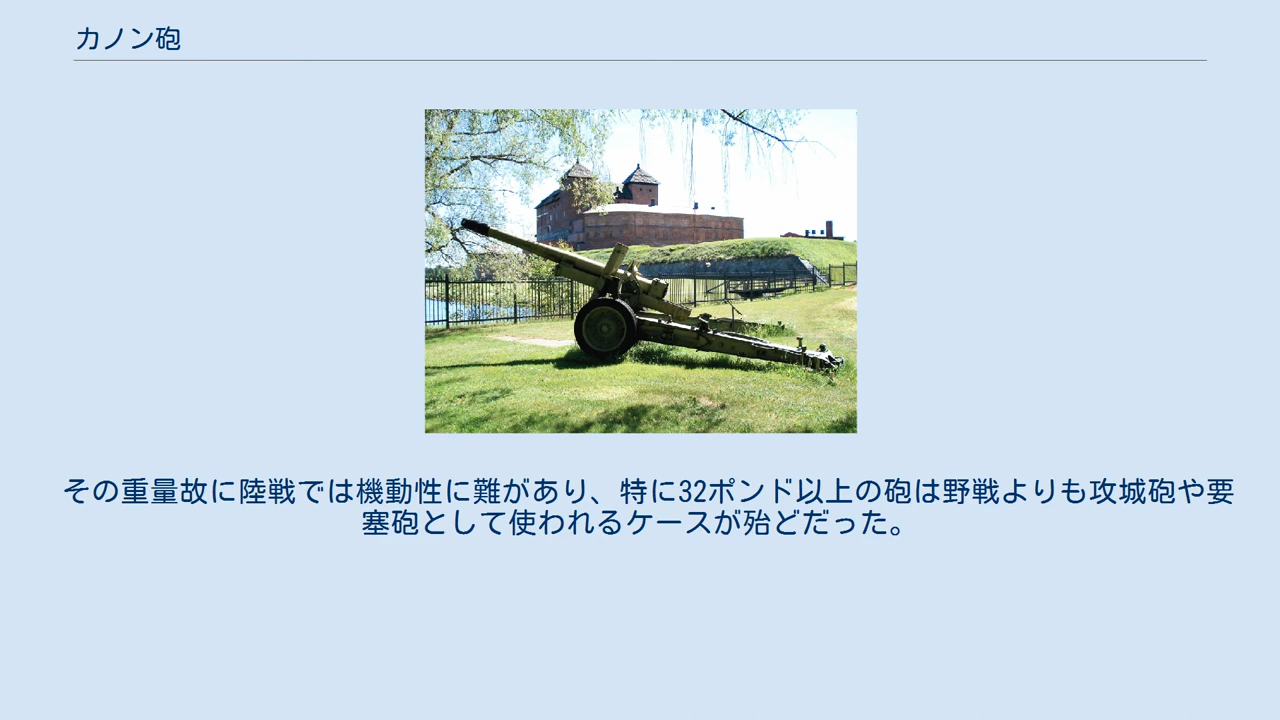 カノン砲
その重量故に陸戦では機動性に難があり、特に32ポンド以上の砲は野戦よりも攻城砲や要
塞砲として使われるケースが殆どだった。